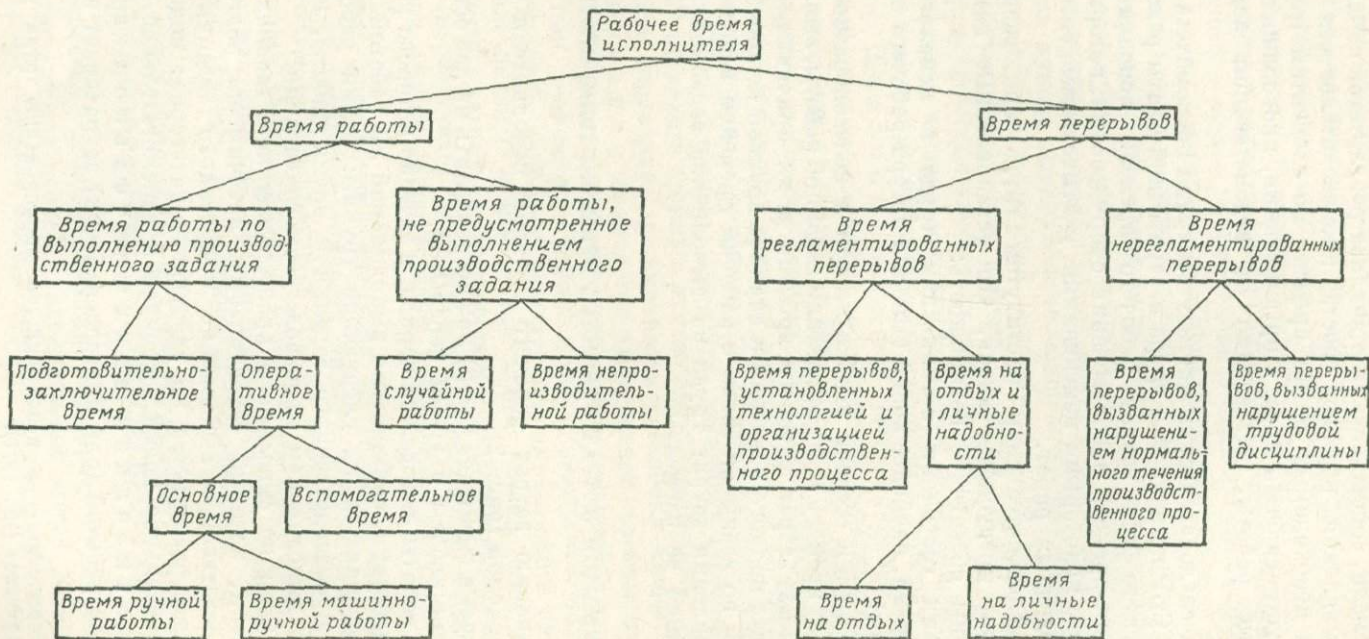 Рабочее время
исполнителя
Время работы
Время перерывов
Время работы по
выполнению производ-
ственного задания
Время работы,
не предусмотренное
выполнением
производственного
задания
Время
регламентированных
перерывов
Время
нерегламентированных
перерывов
Подготовительно-
заключительное
время
Опера-
тивное
время
Время
случайной
работы
Время непро-
изводитель-
ной работы
Время перерывов,
установленных
технологией и
организацией
производствен-
ного процесса
Время на
отдых и
личные
надобно-
сти
Время
перерывов,
вызванных
нарушени-
ем нормаль-
ного течения
производст-
венного про-
цесса
Время переры-
вов, вызванных
нарушением
трудовой
дисциплины
Основное
время
Вспомогательное
время
Время ручной
работы
Время машинно-
ручной работы
Время
на отдых
Время
на личные
надобности